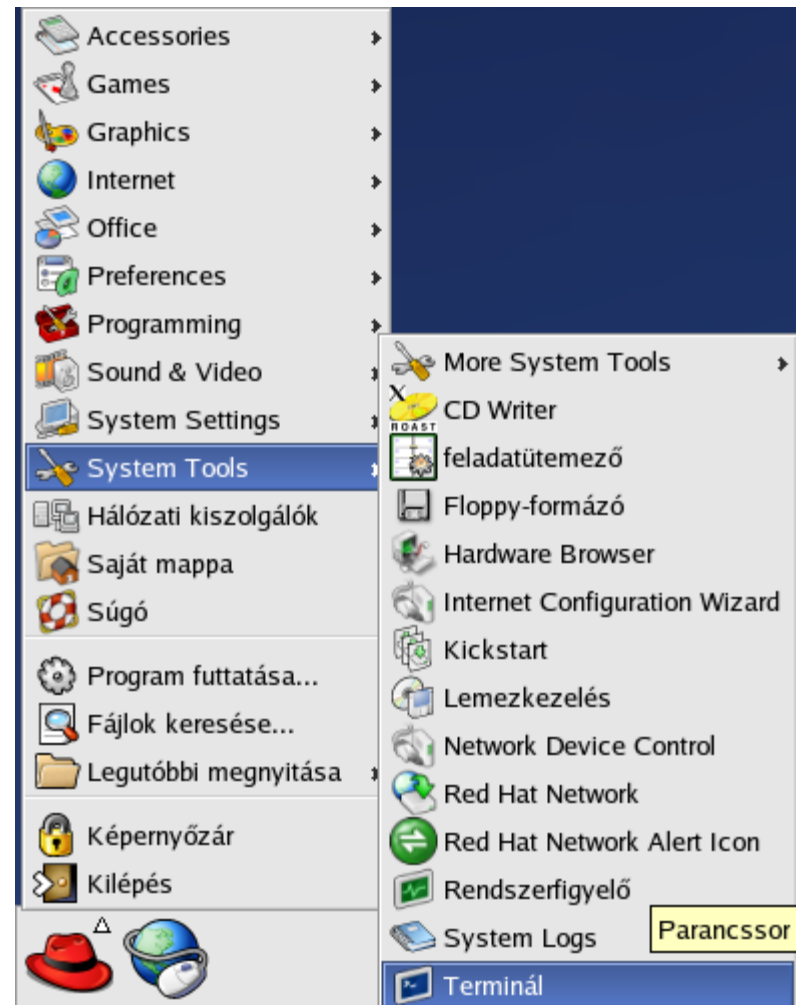 Accessories
Games
Graphics
Internet
Office
Preferences
Programming
Sound & Video
System Settings
System Tools
Hálózati kiszolgálók
Saját mappa
Súgó
Program futtatása...
Fájlok keresése...
Legutóbbi megnyitása
Képernyőzár
Kilépés
More System Tools
X
ROAST
CD Writer
feladatütemező
Floppy-formázó
Hardware Browser
Internet Configuration Wizard
Kickstart
Lemezkezelés
Network Device Control
Red Hat Network
Red Hat Network Alert Icon
Rendszerfigyelő
System Logs
Terminál
Parancssor